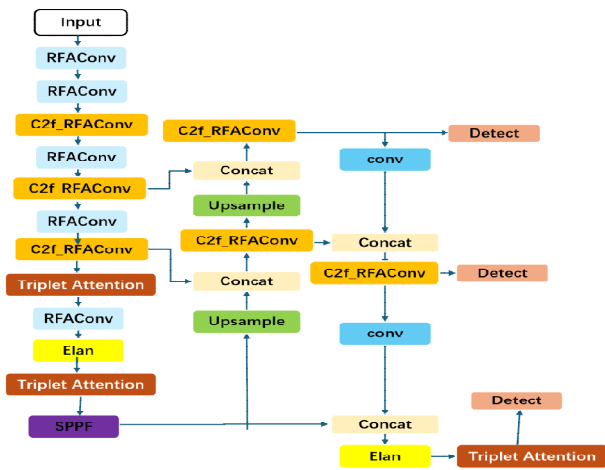 Input
RFAConv
RFAConv
C2f_RFAConv
RFAConv
C2f_RFAConv
RFAConv
C2f_RFAConv
Triplet Attention
RFAConv
Elan
Triplet Attention
SPPF
C2f_RFAConv
Concat
Upsample
C2f_RFAConv
Concat
Upsample
conv
Concat
C2f_RFAConv
conv
Concat
Elan
Detect
Detect
Detect
Triplet Attention